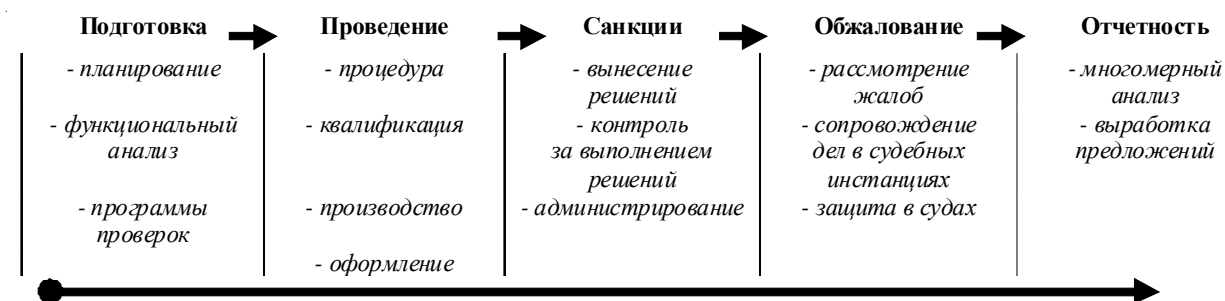 Подготовка
Проведение
Санкции
Обжалование
Отчетность
- планирование
- функциональный
анализ
- программы
проверок
- процедура
- квалификация
- производство
- оформление
- вынесение
решений
- контроль
за выполнением
решений
- администрирование
- рассмотрение
жалоб
- сопровождение
дел в судебных
инстанциях
- защита в судах
- многомерный
анализ
- выработка
предложений